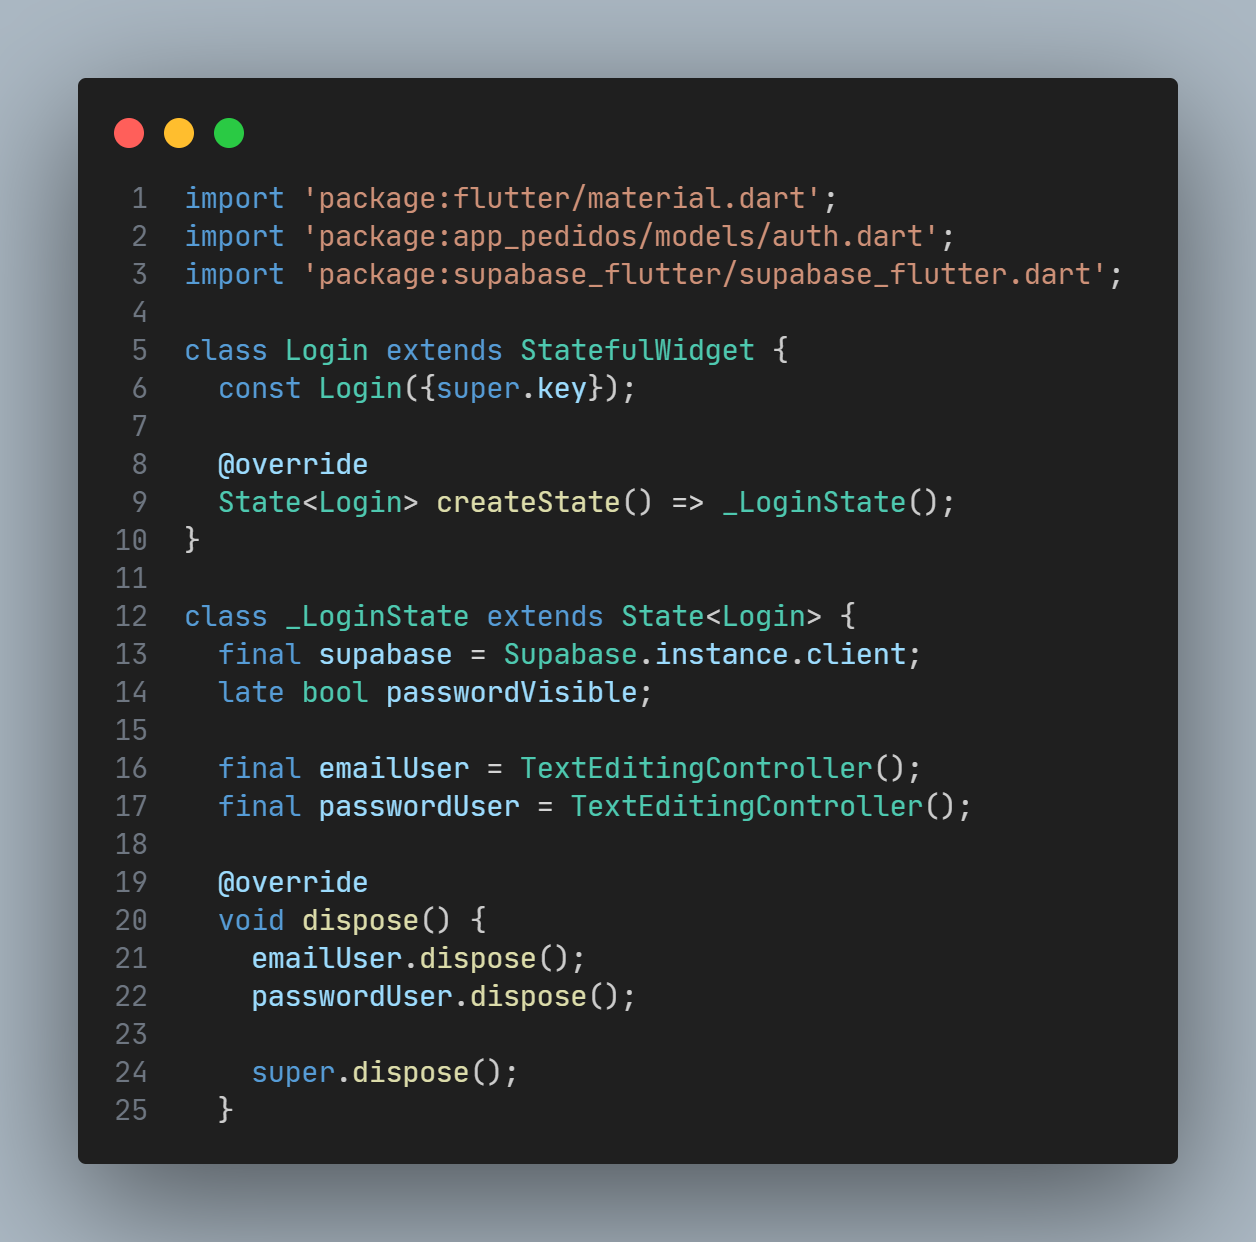 1 import 'package:flutter/material.dart';
2 import 'package:app_pedidos/models/auth.dart';
3 import 'package:supabase_flutter/supabase_flutter.dart';
4
5 class Login extends StatefulWidget {
6   const Login({super.key});
7
8   @override
9   State<Login> createState() => _LoginState();
10 }
11
12 class _LoginState extends State<Login> {
13   final supabase = Supabase.instance.client;
14   late bool passwordVisible;
15
16   final emailUser = TextEditingController();
17   final passwordUser = TextEditingController();
18
19   @override
20   void dispose() {
21     emailUser.dispose();
22     passwordUser.dispose();
23
24     super.dispose();
25   }